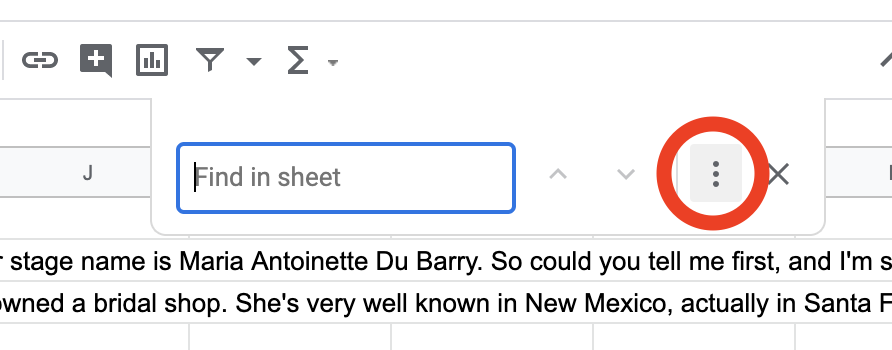 J
Find in sheet
stage name is Maria Antoinette Du Barry. So could you tell me first, and I'm s
owned a bridal shop. She's very well known in New Mexico, actually in Santa F